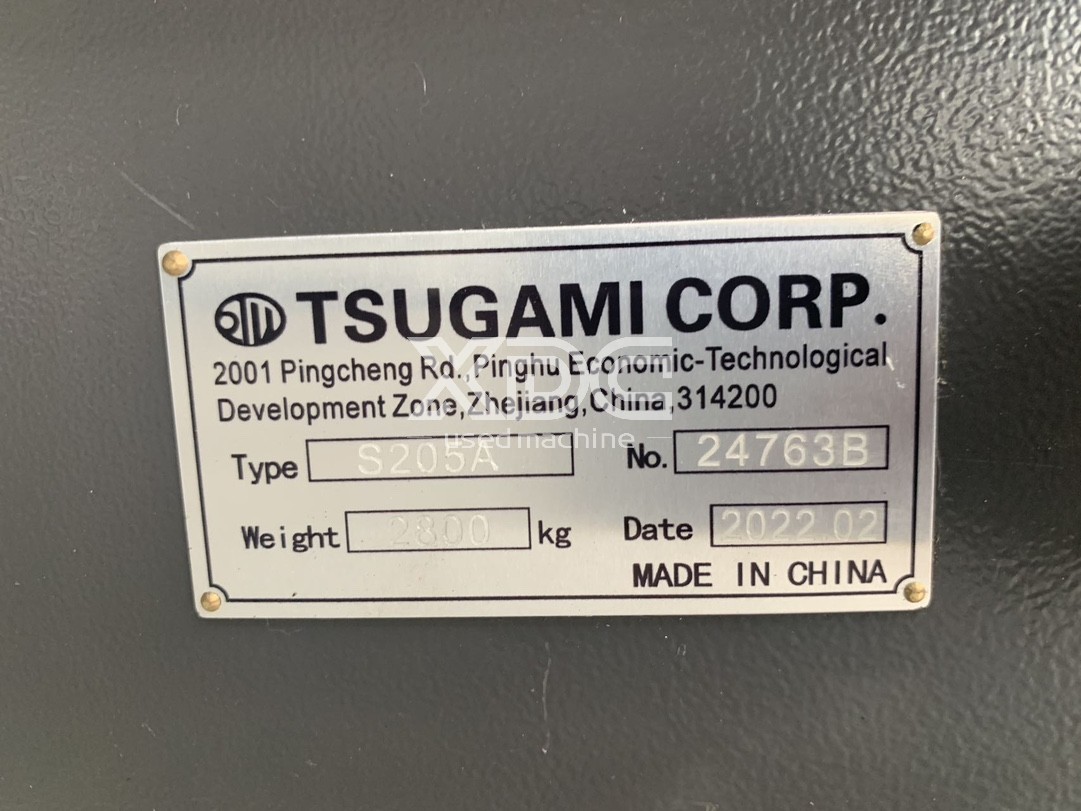 TSUGAMI CORP.
2001 Pingcheng Rd.,Pinghu Economic-Technological
Development Zone,Zhejiang,China,314200
XDC
used machine
Type S205A No. 24763B
Weight 2800 kg Date 2022.02
MADE IN CHINA